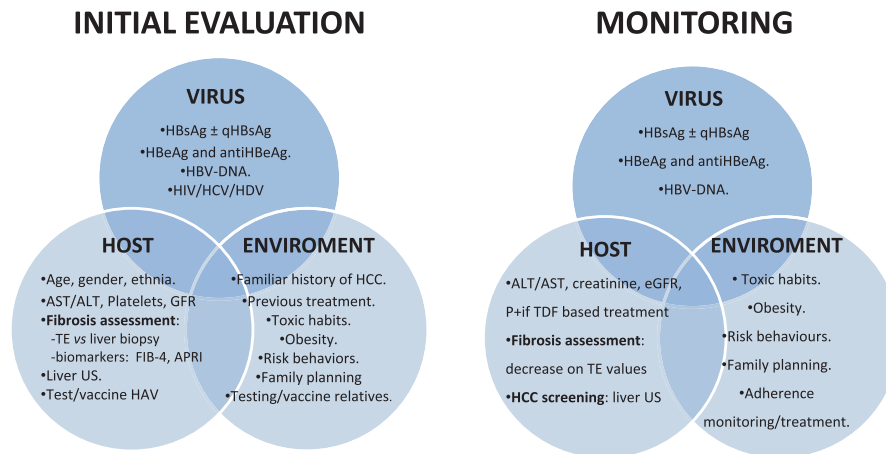 INITIAL EVALUATION
VIRUS
•HBsAg ± qHBsAg
•HBeAg and antiHBeAg.
•HBV-DNA.
•HIV/HCV/HDV
HOST
•Age, gender, ethnia.
•AST/ALT, Platelets, GFR
•Fibrosis assessment:
-TE vs liver biopsy
-biomarkers: FIB-4, APRI
•Liver US.
•Test/vaccine HAV
ENVIROMENT
•Familiar history of HCC.
•Previous treatment.
•Toxic habits.
•Obesity.
•Risk behaviors.
•Family planning
•Testing/vaccine relatives.
MONITORING
VIRUS
•HBsAg ± qHBsAg
•HBeAg and antiHBeAg.
•HBV-DNA.
HOST
•ALT/AST, creatinine, eGFR,
P+if TDF based treatment
•Fibrosis assessment:
decrease on TE values
•HCC screening: liver US
ENVIROMENT
• Toxic habits.
•Obesity.
•Risk behaviours.
•Family planning.
•Adherence
monitoring/treatment.